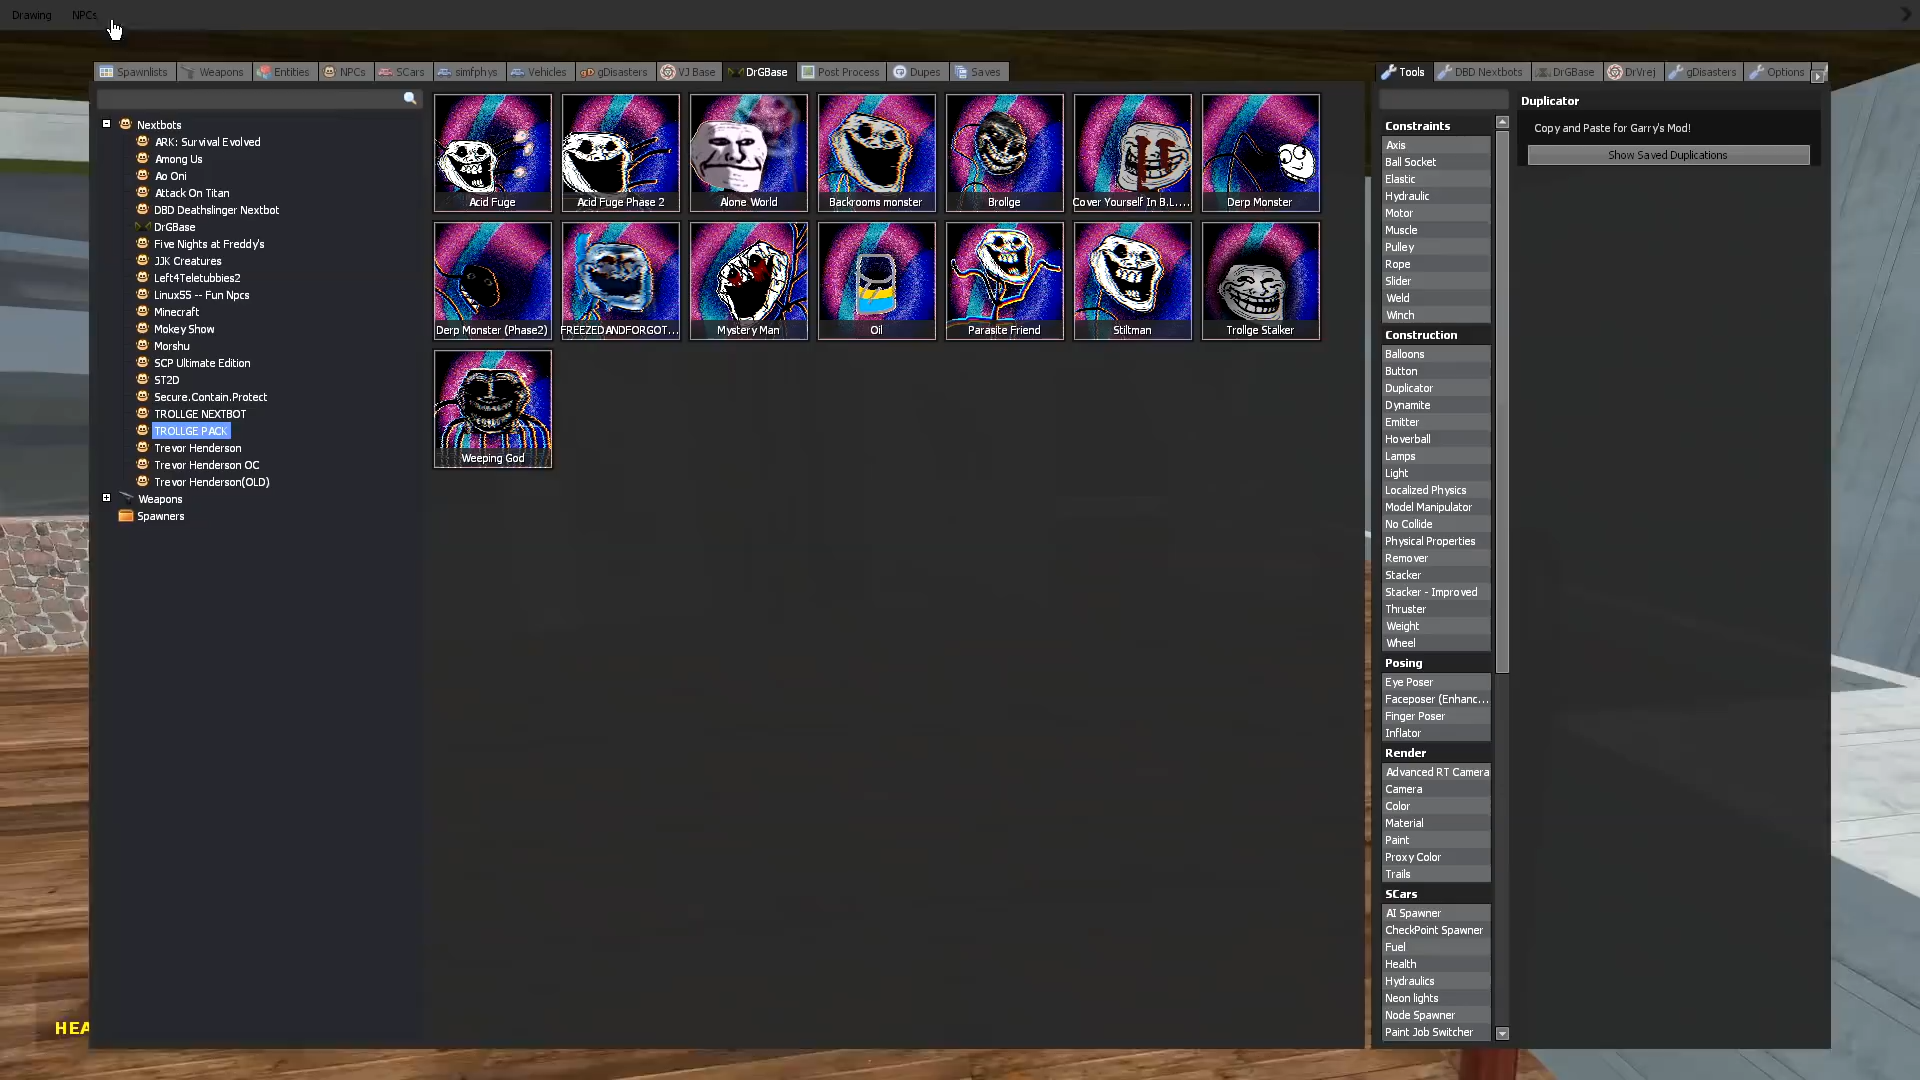 Drawing NPCs
Spawnlists Weapons Entities NPCs SCars simfphys Vehicles gDisasters VJ Base DrGBase Post Process Dupes Saves
Nextbots
ARK: Survival Evolved
Among Us
Ao Oni
Attack On Titan
DBD Deathslinger Nextbot
DrGBase
Five Nights at Freddy's
JJK Creatures
Left4Teletubbies2
Linux55 -- Fun Npcs
Minecraft
Mokey Show
Morshu
SCP Ultimate Edition
ST2D
Secure.Contain.Protect
TROLLGE NEXTBOT
TROLLGE PACK
Trevor Henderson
Trevor Henderson OC
Trevor Henderson(OLD)
Weapons
Spawners
Acid Fuge Acid Fuge Phase 2 Alone World Backrooms monster Brollge Cover Yourself In B.L.... Derp Monster
Derp Monster (Phase2) FREEZEDANDFORGOT... Mystery Man Oil Parasite Friend Stiltman Trollge Stalker
Weeping God
Tools DBD Nextbots DrGBase DrVrej gDisasters Options
Constraints
Axis
Ball Socket
Elastic
Hydraulic
Motor
Muscle
Pulley
Rope
Slider
Weld
Winch
Construction
Balloons
Button
Duplicator
Dynamite
Emitter
Hoverball
Lamps
Light
Localized Physics
Model Manipulator
No Collide
Physical Properties
Remover
Stacker
Stacker - Improved
Thruster
Weight
Wheel
Posing
Eye Poser
Faceposer (Enhanc...
Finger Poser
Inflator
Render
Advanced RT Camera
Camera
Color
Material
Paint
Proxy Color
Trails
SCars
AI Spawner
CheckPoint Spawner
Fuel
Health
Hydraulics
Neon lights
Node Spawner
Paint Job Switcher
Duplicator
Copy and Paste for Garry's Mod!
Show Saved Duplications
HEA